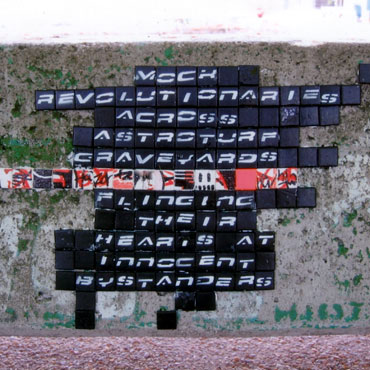 MOCK
REVOLUTIONARIES
ACROSS
ASTROTURF
GRAVEYARDS
FLINGING
THEIR
HEARTS AT
INNOCENT
BYSTANDERS